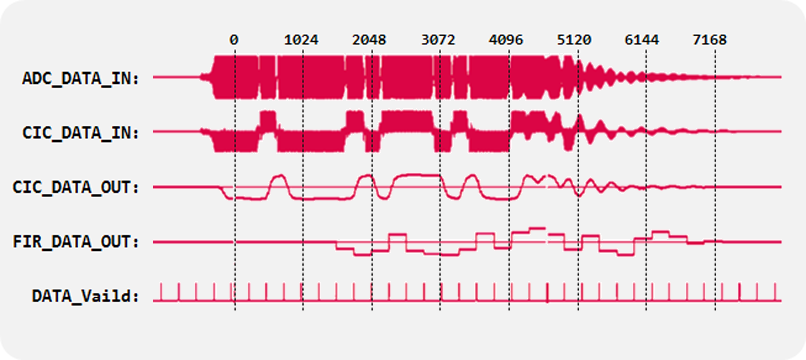 0 1024 2048 3072 4096 5120 6144 7168
ADC_DATA_IN:
CIC_DATA_IN:
CIC_DATA_OUT:
FIR_DATA_OUT:
DATA_Vaild: